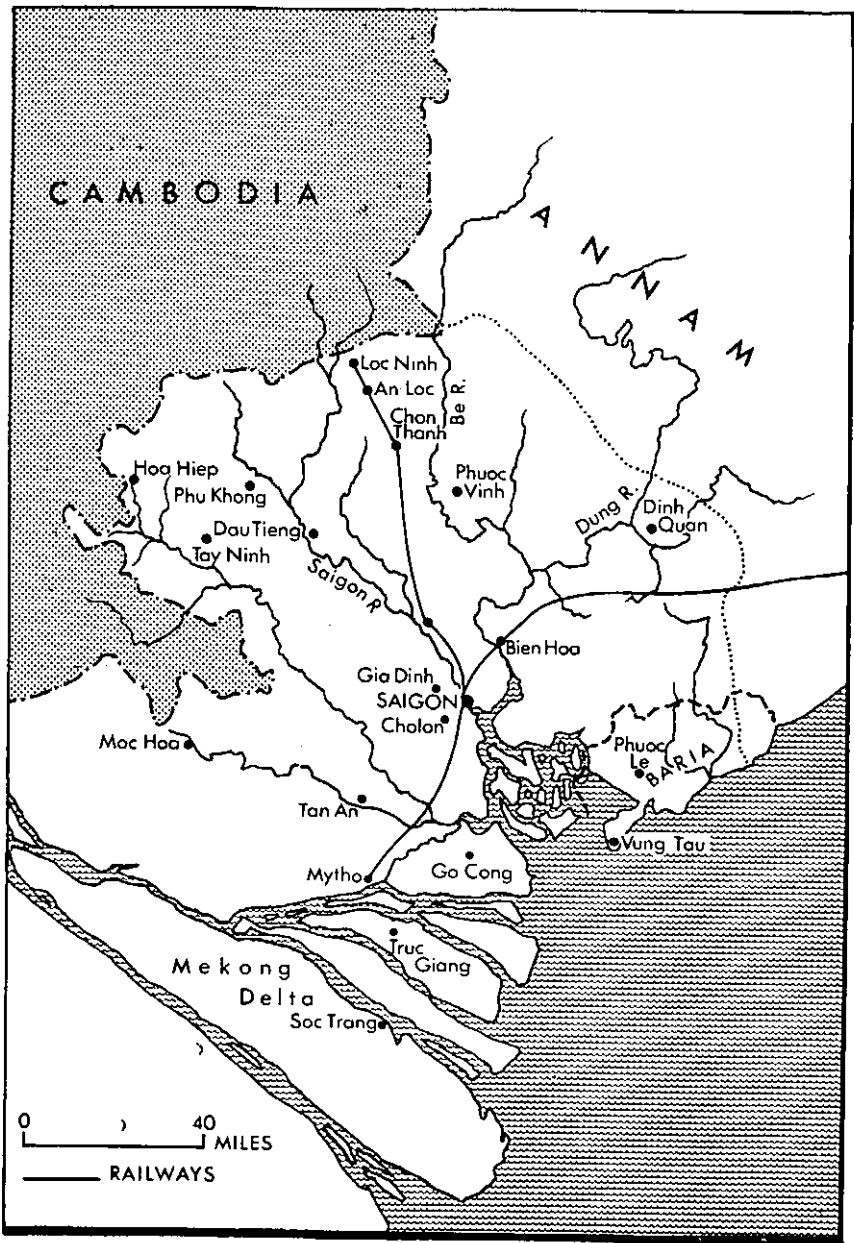 CAMBODIA
ANNAM
Loc Ninh
An Loc
Chon
Thanh
Be R.
Hoa Hiep
Phu Khong
Phuoc
Vinh
Dau Tieng
Tay Ninh
Saigon R
Dung R.
Dinh
Quan
Bien Hoa
Gia Dinh
SAIGON
Cholon
Moc Hoa
Phuoc
Le
BARIA
Tan An
Vung Tau
Mytho
Go Cong
Truc
Giang
Mekong
Delta
Soc Trang
0 40
MILES
RAILWAYS